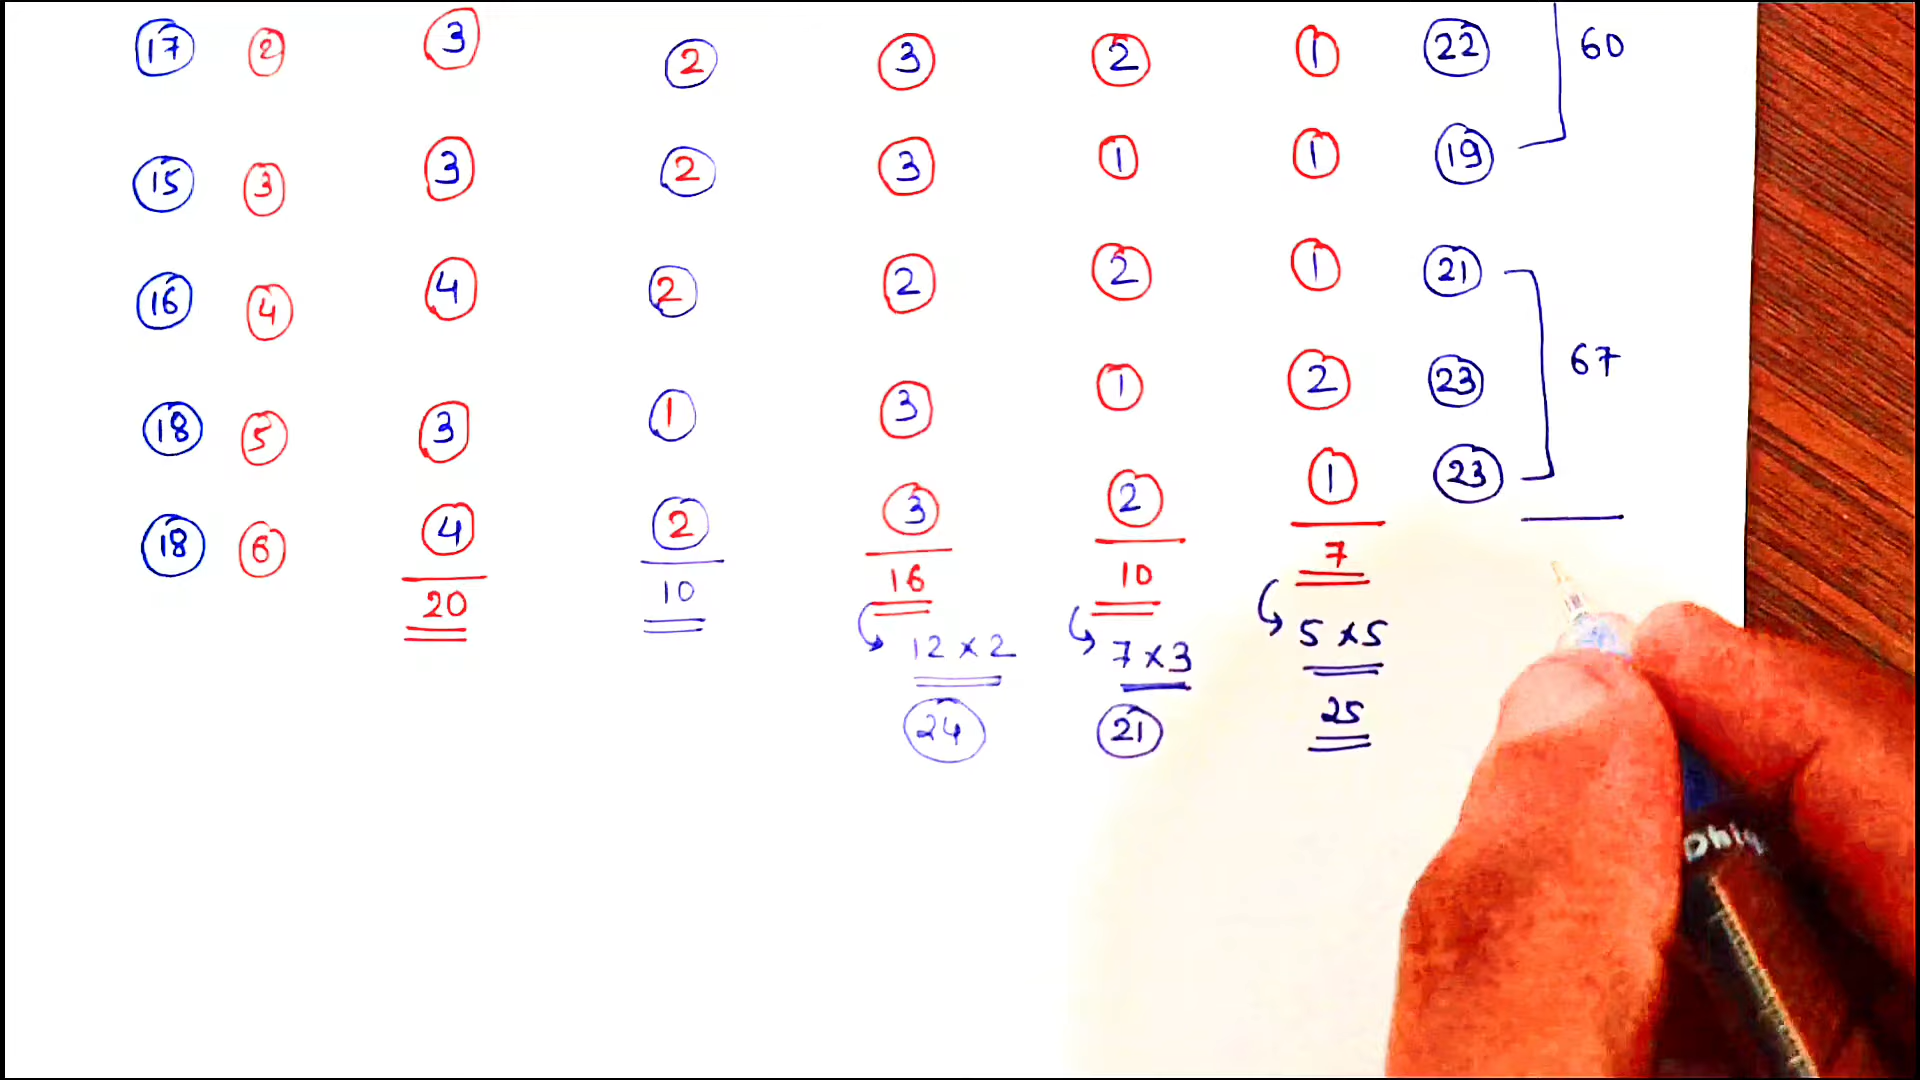 17 2 3 2 3 2 1 22 60
15 3 3 2 3 1 1 19
16 4 4 2 2 2 1 21
67
18 5 3 1 3 1 2 23
18 6 4 2 3 2 1 23
20 10 16 10 7
12 × 2 7 × 3 5 × 5
24 21 25